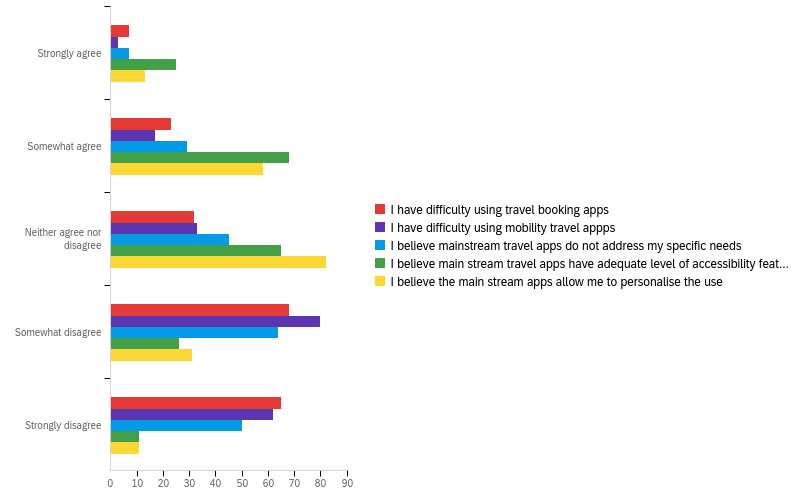 Strongly agree
Somewhat agree
Neither agree nor
disagree
Somewhat disagree
Strongly disagree
0 10 20 30 40 50 60 70 80 90
I have difficulty using travel booking apps
I have difficulty using mobility travel appps
I believe mainstream travel apps do not address my specific needs
I believe main stream travel apps have adequate level of accessibility feat...
I believe the main stream apps allow me to personalise the use